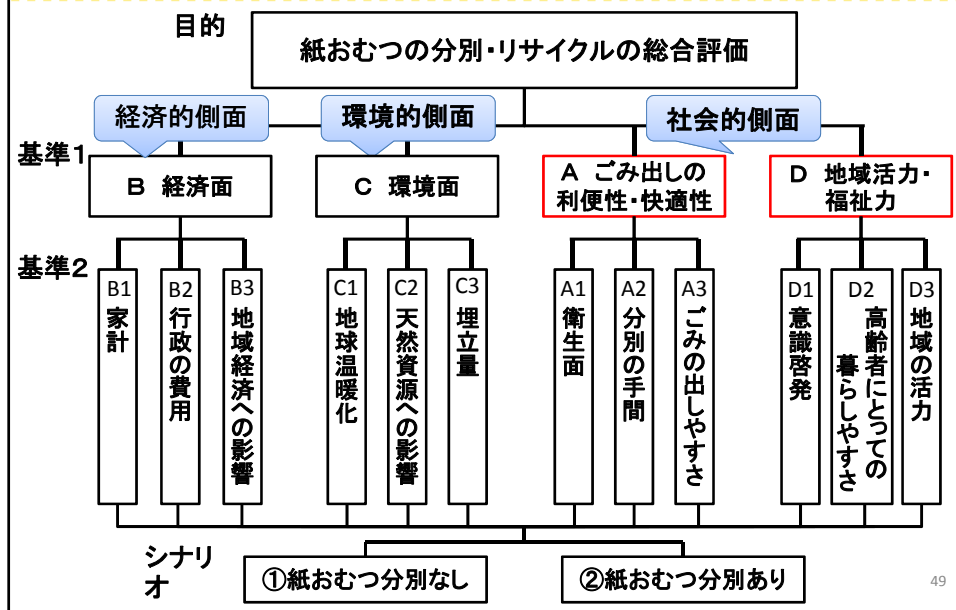 目的
紙おむつの分別・リサイクルの総合評価
経済的側面
環境的側面
社会的側面
基準1
B 経済面
C 環境面
A ごみ出しの
利便性・快適性
D 地域活力・
福祉力
基準2
B1
家計
B2
行政の費用
B3
地域経済への影響
C1
地球温暖化
C2
天然資源への影響
C3
埋立量
A1
衛生面
A2
分別の手間
A3
ごみの出しやすさ
D1
意識啓発
D2
高齢者にとっての
暮らしやすさ
D3
地域の活力
シナリ
オ
①紙おむつ分別なし
②紙おむつ分別あり
49